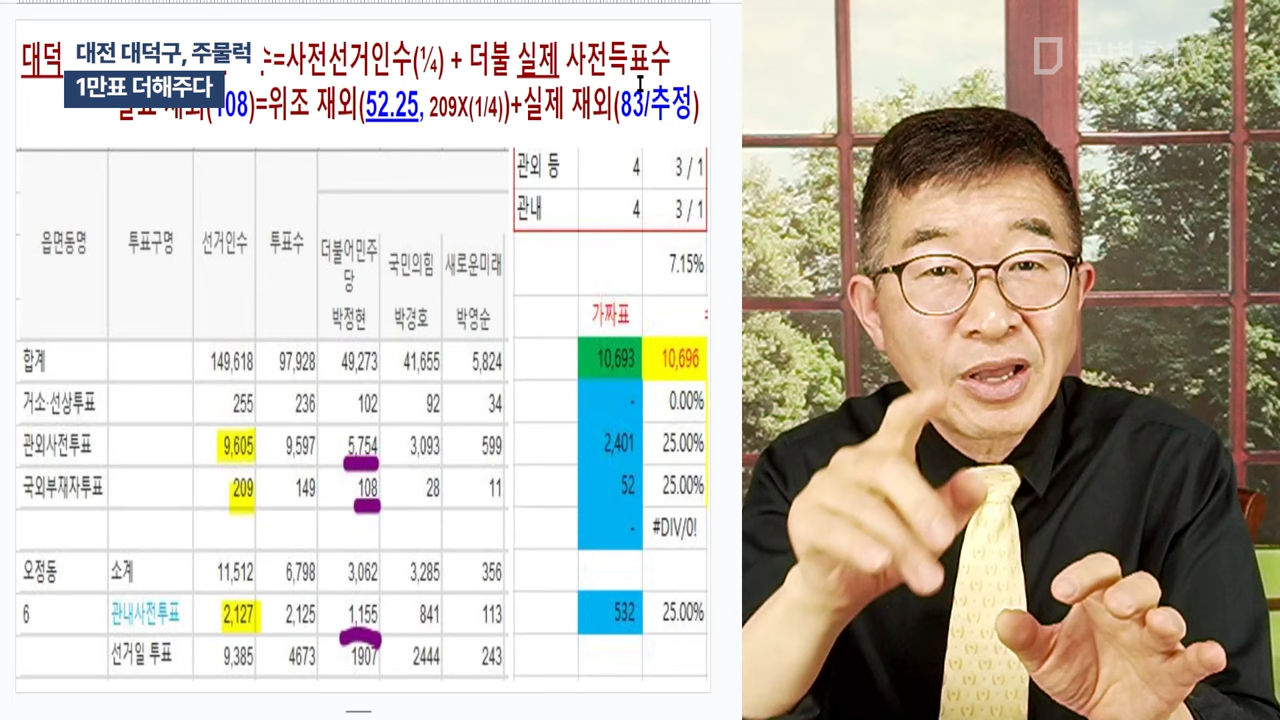 대덕
대전 대덕구, 주물럭
1만표 더해주다
=사전선거인수(¼) + 더불 실제 사전득표수
08)=위조 재외(52.25, 209X(1/4))+실제 재외(83/추정)
읍면동명 투표구명 선거인수 투표수 더불어민주당 박정현 국민의힘 박경호 새로운미래 박영순
합계 149,618 97,928 49,273 41,655 5,824
거소·선상투표 255 236 102 92 34
관외사전투표 9,605 9,597 5,754 3,093 599
국외부재자투표 209 149 108 28 11
오정동 소계 11,512 6,798 3,062 3,285 356
6 관내사전투표 2,127 2,125 1,155 841 113
선거일 투표 9,385 4673 1907 2444 243
관외 등 4 3 / 1
관내 4 3 / 1
7.15%
가짜표
10,693 10,696
- 0.00%
2,401 25.00%
52 25.00%
- #DIV/0!
532 25.00%